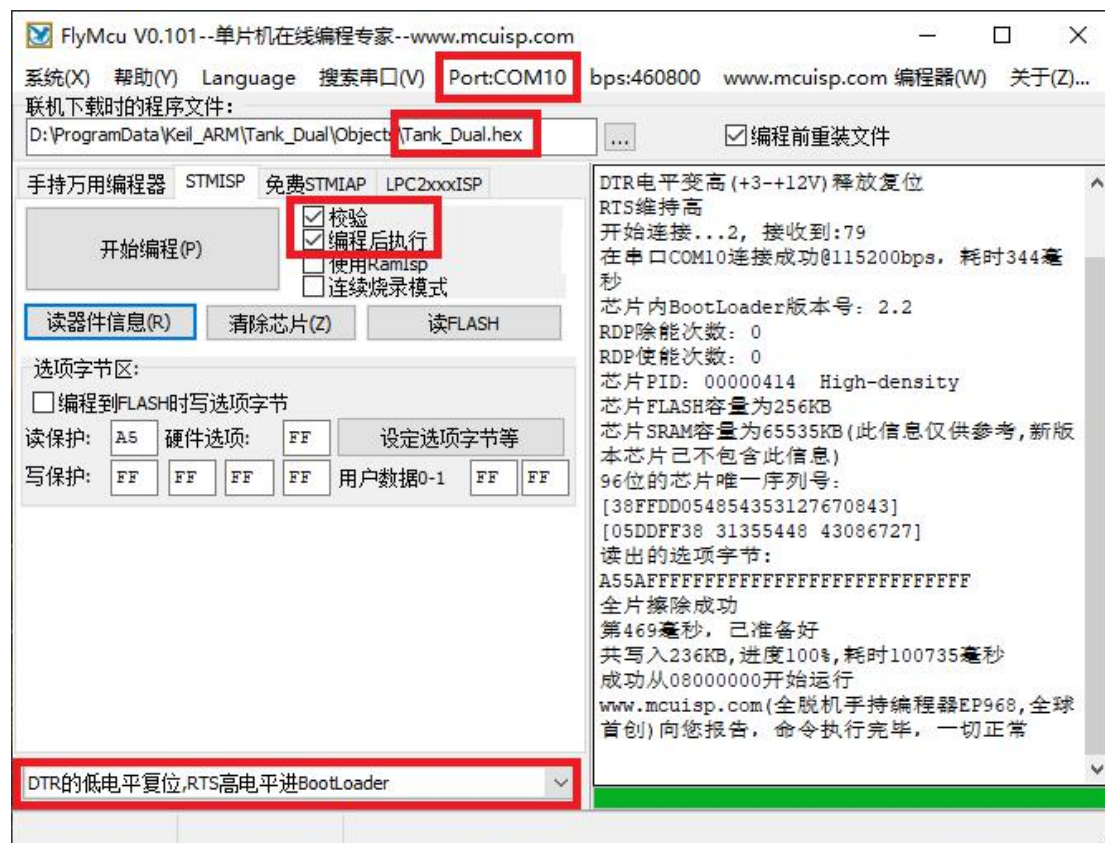 FlyMcu V0.101--单片机在线编程专家--www.mcuisp.com
系统(X) 帮助(Y) Language 搜索串口(V) Port:COM10 bps:460800 www.mcuisp.com 编程器(W) 关于(Z)...
联机下载时的程序文件:
D:\ProgramData\Keil_ARM\Tank_Dual\Objects\Tank_Dual.hex
...
编程前重装文件
手持万用编程器 STMISP 免费STMIAP LPC2xxxISP
开始编程(P)
校验
编程后执行
使用RamIsp
连续烧录模式
读器件信息(R) 清除芯片(Z) 读FLASH
选项字节区:
编程到FLASH时写选项字节
读保护: A5 硬件选项: FF 设定选项字节等
写保护: FF FF FF FF 用户数据0-1 FF FF
DTR的低电平复位,RTS高电平进BootLoader
DTR电平变高(+3-+12V)释放复位
RTS维持高
开始连接...2, 接收到:79
在串口COM10连接成功@115200bps，耗时344毫
秒
芯片内BootLoader版本号: 2.2
RDP除能次数: 0
RDP使能次数: 0
芯片PID: 00000414 High-density
芯片FLASH容量为256KB
芯片SRAM容量为65535KB(此信息仅供参考,新版
本芯片已不包含此信息)
96位的芯片唯一序列号:
[38FFDD054854353127670843]
[05DDFF38 31355448 43086727]
读出的选项字节:
A55AFFFFFFFFFFFFFFFFFFFFFFFFFFFF
全片擦除成功
第469毫秒，已准备好
共写入236KB,进度100%,耗时100735毫秒
成功从08000000开始运行
www.mcuisp.com(全脱机手持编程器EP968,全球
首创)向您报告，命令执行完毕，一切正常